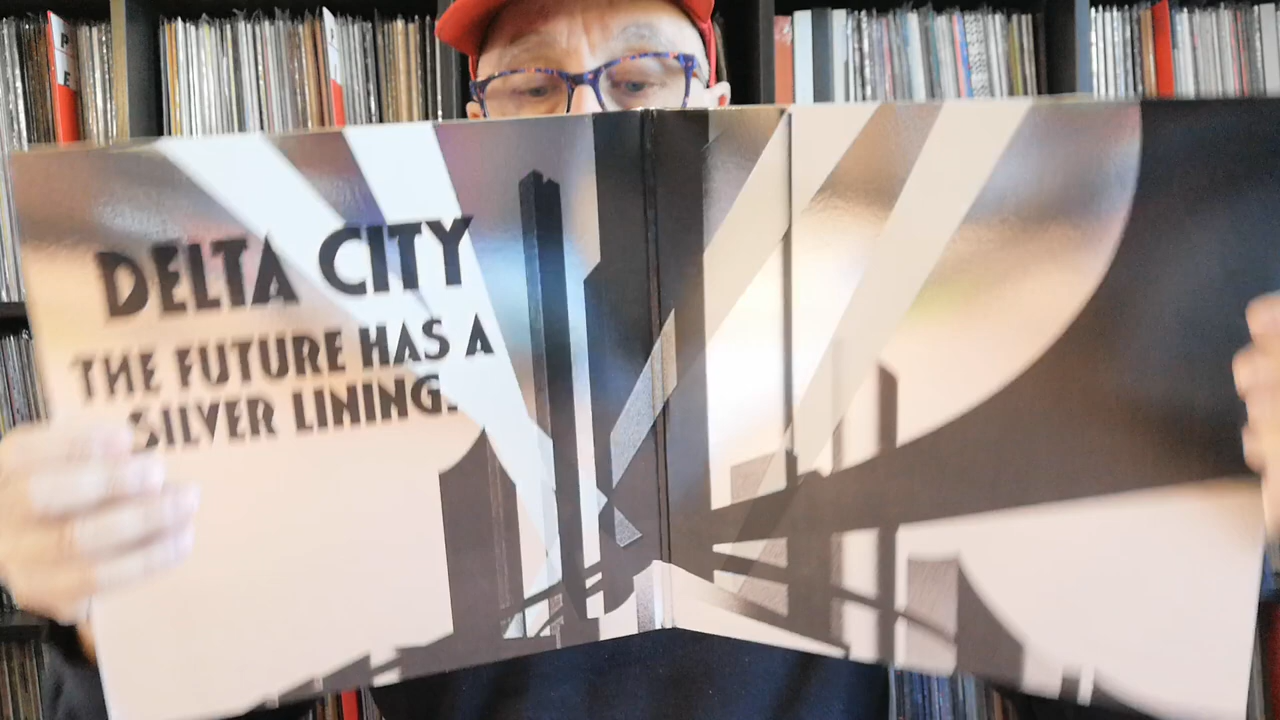 DELTA CITY
THE FUTURE HAS A
SILVER LINING.
P
F